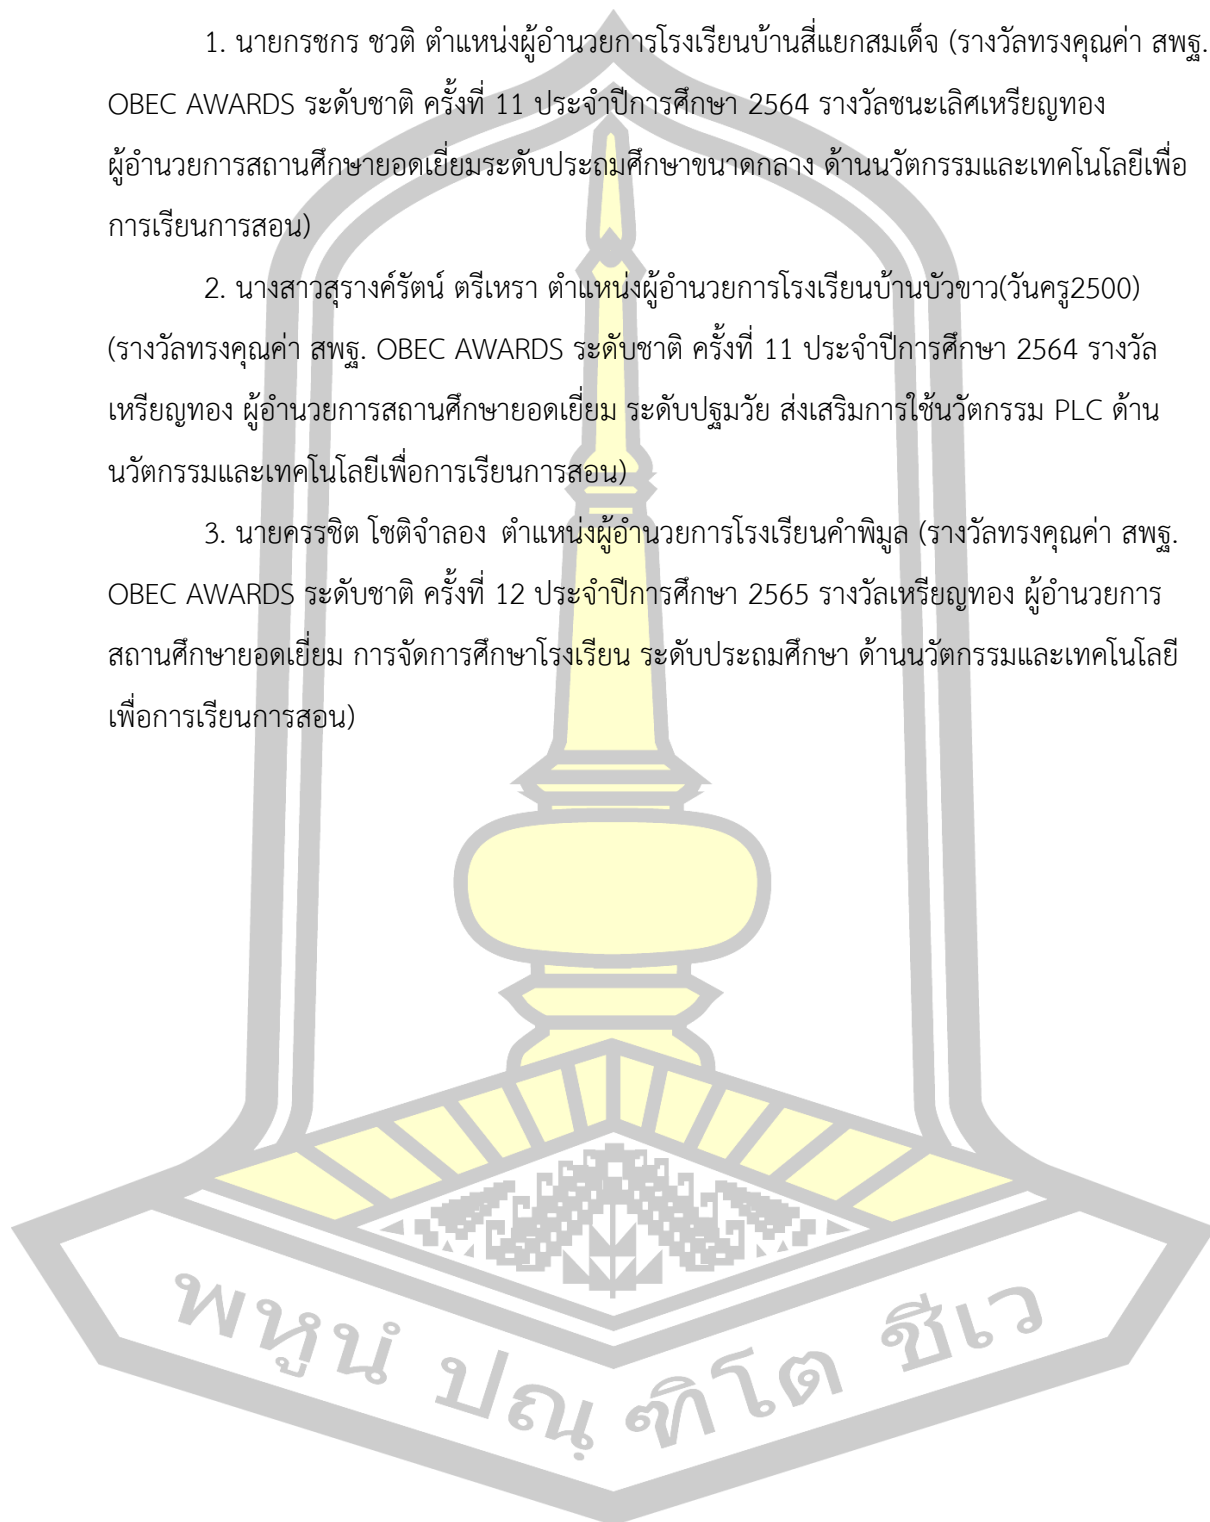 1. นายกรชกร ชวติ ตำแหน่งผู้อำนวยการโรงเรียนบ้านสี่แยกสมเด็จ (รางวัลทรงคุณค่า สพฐ.
OBEC AWARDS ระดับชาติ ครั้งที่ 11 ประจำปีการศึกษา 2564 รางวัลชนะเลิศเหรียญทอง
ผู้อำนวยการสถานศึกษายอดเยี่ยมระดับประถมศึกษาขนาดกลาง ด้านนวัตกรรมและเทคโนโลยีเพื่อ
การเรียนการสอน)
2. นางสาวสุรางค์รัตน์ ตรีเหรา ตำแหน่งผู้อำนวยการโรงเรียนบ้านบัวขาว(วันครู2500)
(รางวัลทรงคุณค่า สพฐ. OBEC AWARDS ระดับชาติ ครั้งที่ 11 ประจำปีการศึกษา 2564 รางวัล
เหรียญทอง ผู้อำนวยการสถานศึกษายอดเยี่ยม ระดับปฐมวัย ส่งเสริมการใช้นวัตกรรม PLC ด้าน
นวัตกรรมและเทคโนโลยีเพื่อการเรียนการสอน)
3. นายครรชิต โชติจำลอง ตำแหน่งผู้อำนวยการโรงเรียนคำพิมูล (รางวัลทรงคุณค่า สพฐ.
OBEC AWARDS ระดับชาติ ครั้งที่ 12 ประจำปีการศึกษา 2565 รางวัลเหรียญทอง ผู้อำนวยการ
สถานศึกษายอดเยี่ยม การจัดการศึกษาโรงเรียน ระดับประถมศึกษา ด้านนวัตกรรมและเทคโนโลยี
เพื่อการเรียนการสอน)
พหูนํ ปณฺ ฑิโต ชีเว